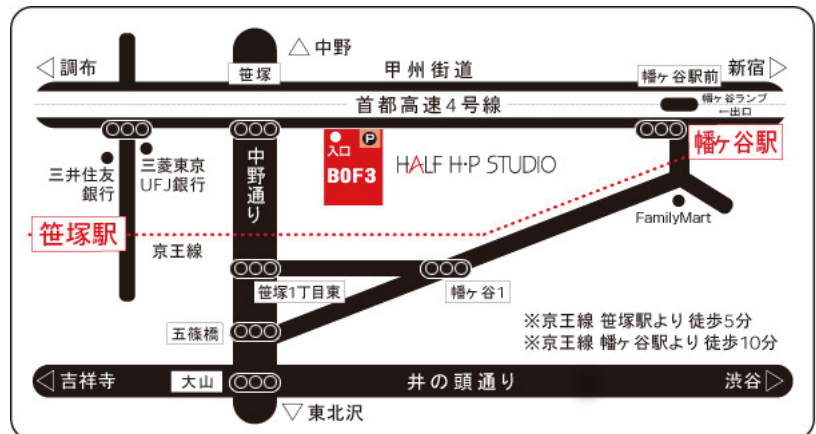 △中野
◁調布
笹塚
甲州街道
幡ヶ谷駅前
新宿▷
首都高速4号線
幡ヶ谷ランプ
←出口
三井住友
銀行
三菱東京
UFJ銀行
中野通り
P
入口
B0F3
HALF H・P STUDIO
幡ヶ谷駅
FamilyMart
笹塚駅
京王線
笹塚1丁目東
幡ヶ谷1
五篠橋
※京王線 笹塚駅より 徒歩5分
※京王線 幡ヶ谷駅より 徒歩10分
◁吉祥寺
大山
井の頭通り
渋谷▷
▽東北沢